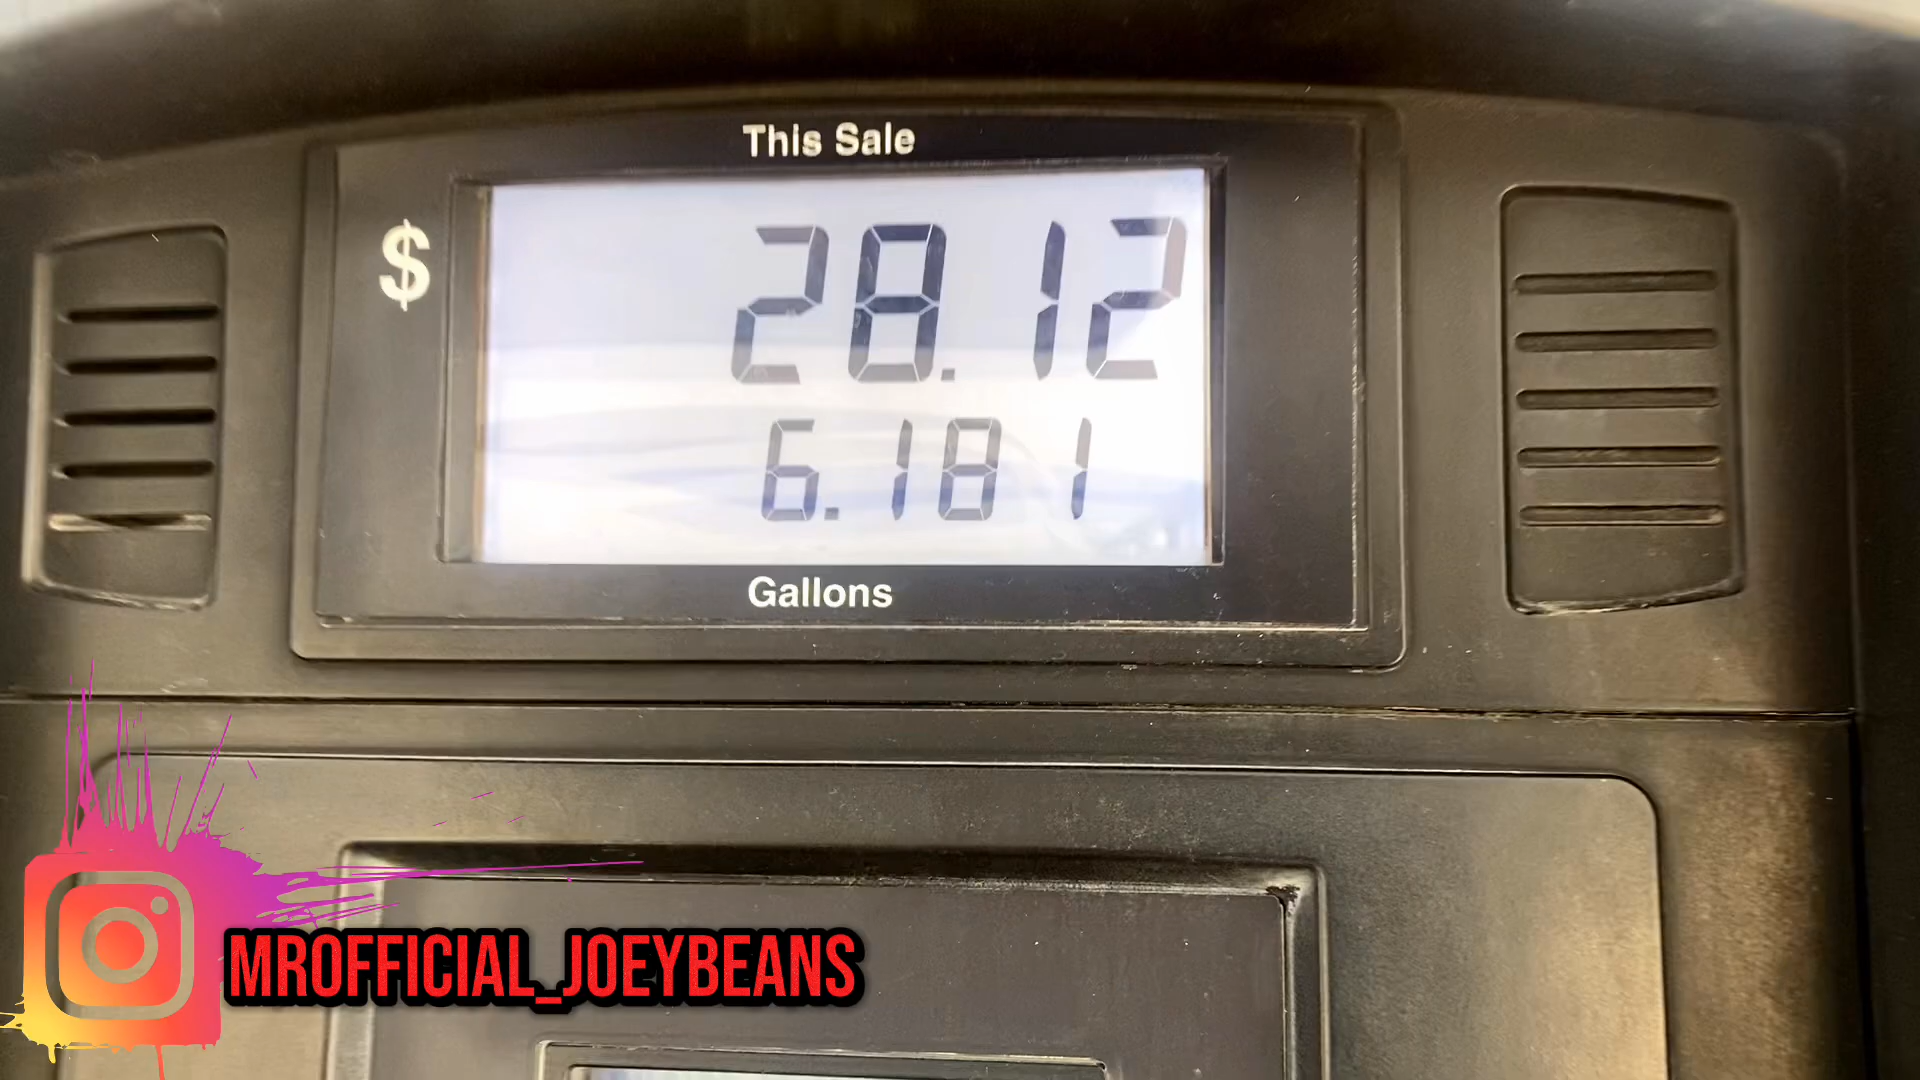 This Sale
$ 28.12
6.181
Gallons
MROFFICIAL_JOEYBEANS